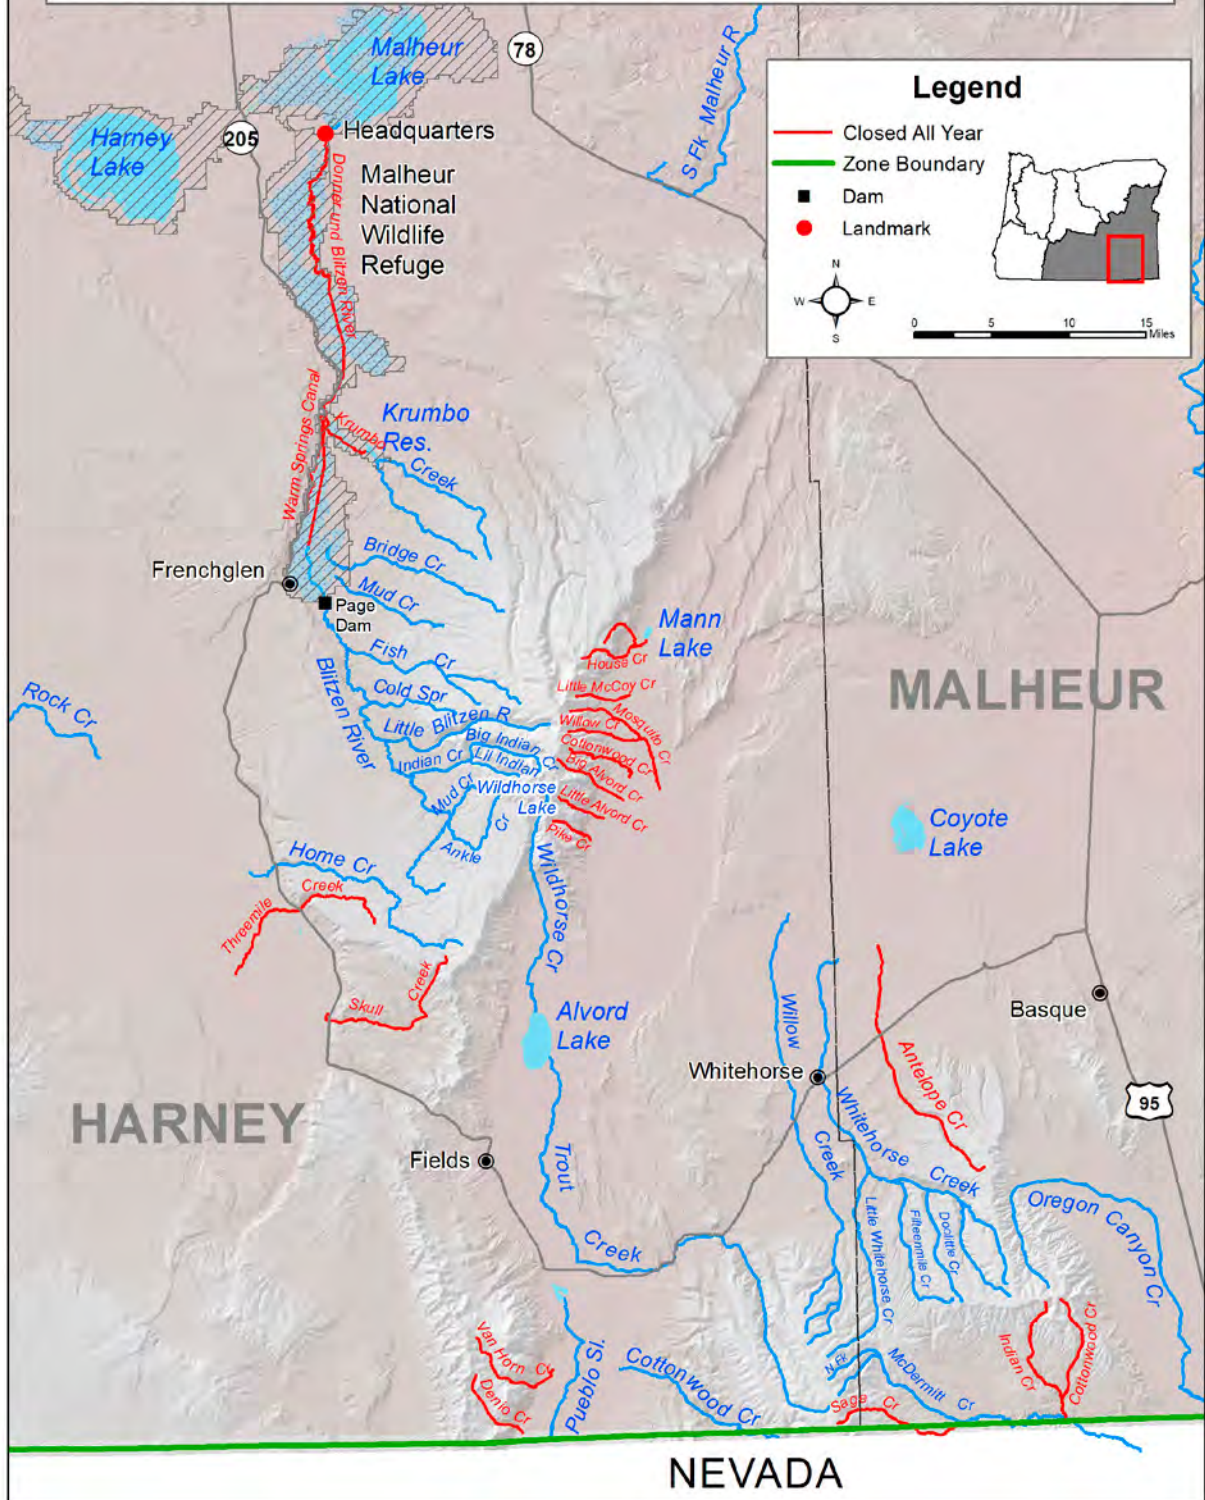 Malheur
Lake
78
S Fk Malheur R
Harney
Lake
205
Headquarters
Malheur
National
Wildlife
Refuge
Donner und Blitzen River
Legend
Closed All Year
Zone Boundary
Dam
Landmark
N
W
E
S
0
5
10
15
Miles
Warm Springs Canal
Krumbo
Krumbo
Res.
Creek
Bridge Cr
Frenchglen
Mud Cr
Page
Dam
Fish Cr
Mann
Lake
House Cr
MALHEUR
Rock Cr
Blitzen River
Cold Spr
Little McCoy Cr
Little Blitzen R
Willow Cr
Mosquito Cr
Big Indian Cr
Cottonwood Cr
Indian Cr
Lil Indian
Big Alvord Cr
Mud Cr
Wildhorse
Lake
Little Alvord Cr
Ankle Cr
Pike Cr
Coyote
Lake
Home Cr
Wildhorse Cr
Threemile Creek
Skull Creek
Alvord
Lake
Willow
Creek
Basque
Whitehorse
Antelope Cr
95
HARNEY
Whitehorse Creek
Fields
Trout
Creek
Little Whitehorse Cr
Fifteenmile Cr
Doolittle Cr
Oregon Canyon Cr
Van Horn Cr
Denio Cr
Pueblo Sl.
Cottonwood Cr
McDermitt Cr
Indian Cr
Cottonwood Cr
Sage Cr
NEVADA